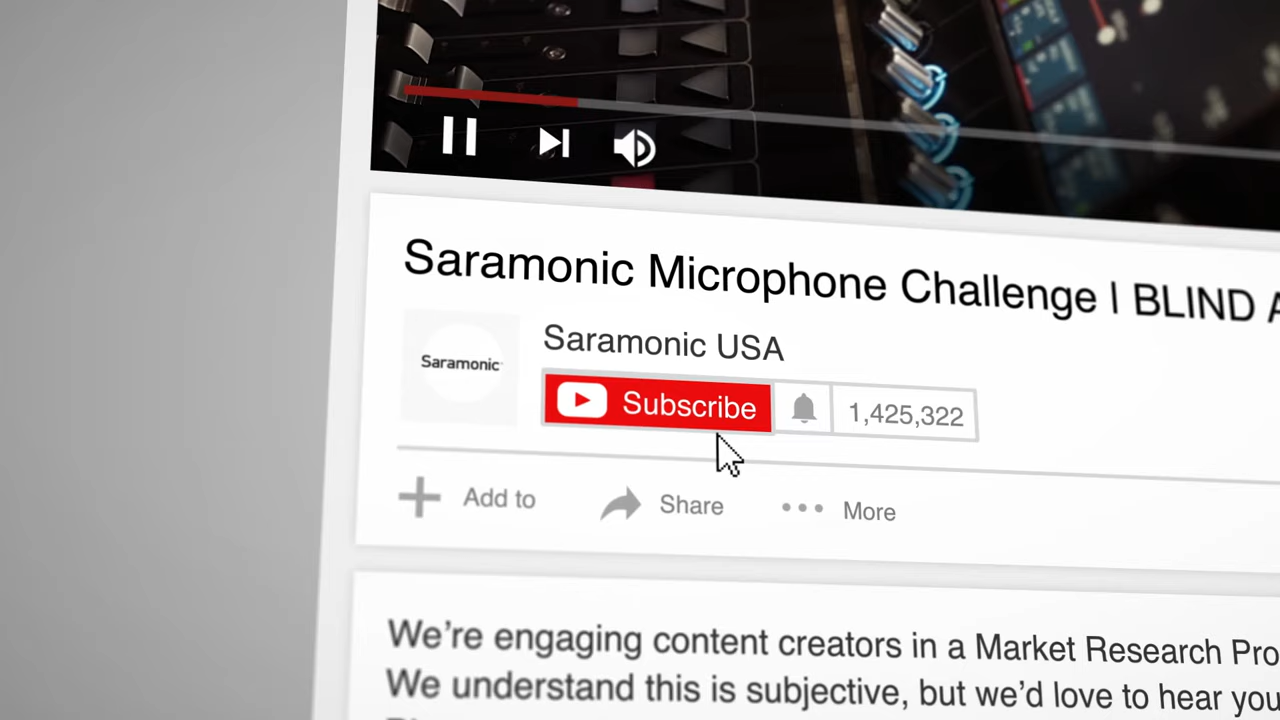 Saramonic Microphone Challenge | BLIND
Saramonic
Saramonic USA
Subscribe
1,425,322
Add to
Share
More
We're engaging content creators in a Market Research
We understand this is subjective, but we'd love to hear